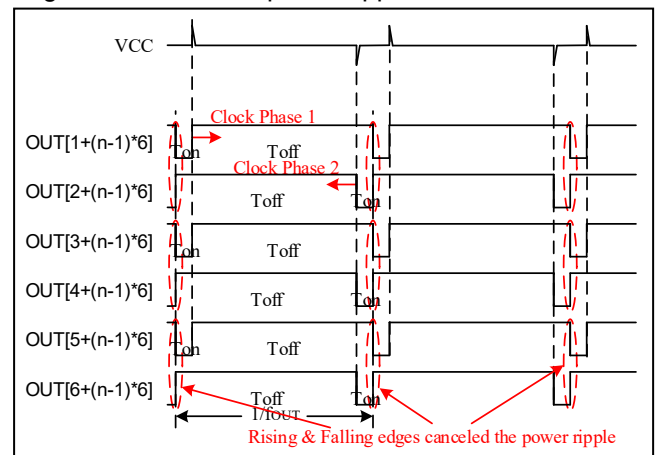 VCC
Clock Phase 1
OUT[1+(n-1)*6]
Ton
Toff
Clock Phase 2
OUT[2+(n-1)*6]
Toff
Ton
OUT[3+(n-1)*6]
Ton
Toff
OUT[4+(n-1)*6]
Toff
Ton
OUT[5+(n-1)*6]
Ton
Toff
OUT[6+(n-1)*6]
Toff
Ton
1/fOUT
Rising & Falling edges canceled the power ripple